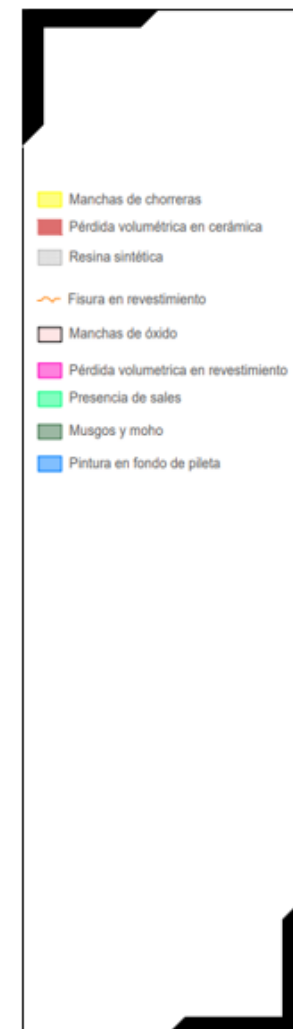 Manchas de chorreras
Pérdida volumétrica en cerámica
Resina sintética
Fisura en revestimiento
Manchas de óxido
Pérdida volumetrica en revestimiento
Presencia de sales
Musgos y moho
Pintura en fondo de pileta